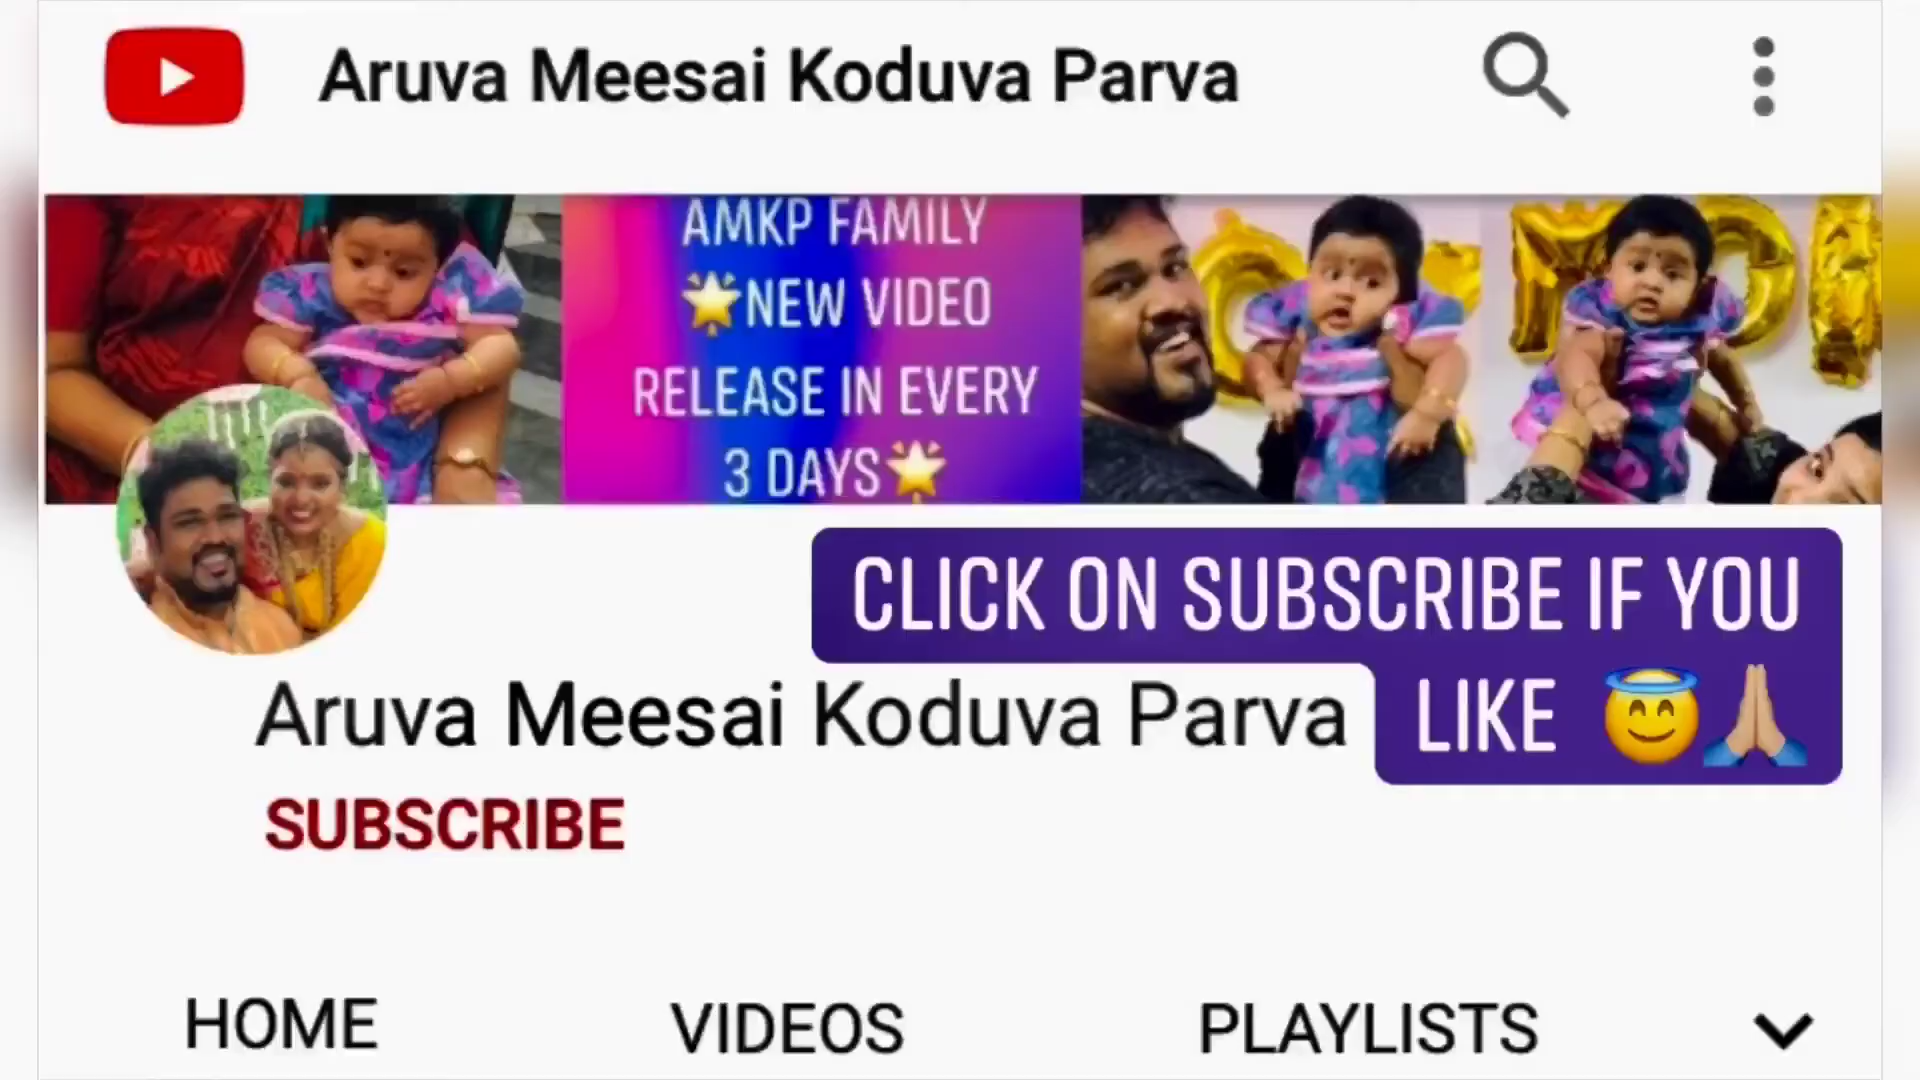 Aruva Meesai Koduva Parva
AMKP FAMILY
🌟NEW VIDEO
RELEASE IN EVERY
3 DAYS🌟
CLICK ON SUBSCRIBE IF YOU
LIKE 😇🙏🏼
Aruva Meesai Koduva Parva
SUBSCRIBE
HOME VIDEOS PLAYLISTS